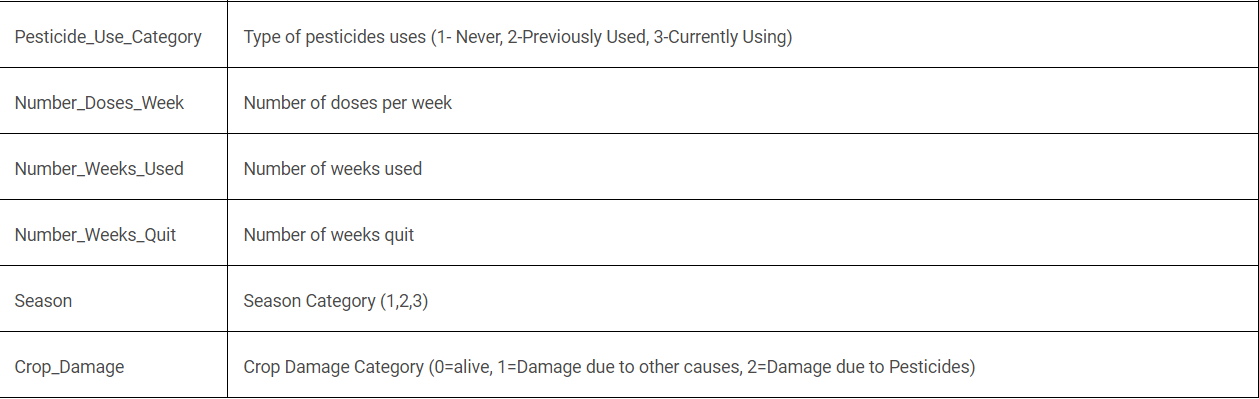 Pesticide_Use_Category Type of pesticides uses (1- Never, 2-Previously Used, 3-Currently Using)
Number_Doses_Week Number of doses per week
Number_Weeks_Used Number of weeks used
Number_Weeks_Quit Number of weeks quit
Season Season Category (1,2,3)
Crop_Damage Crop Damage Category (0=alive, 1=Damage due to other causes, 2=Damage due to Pesticides)